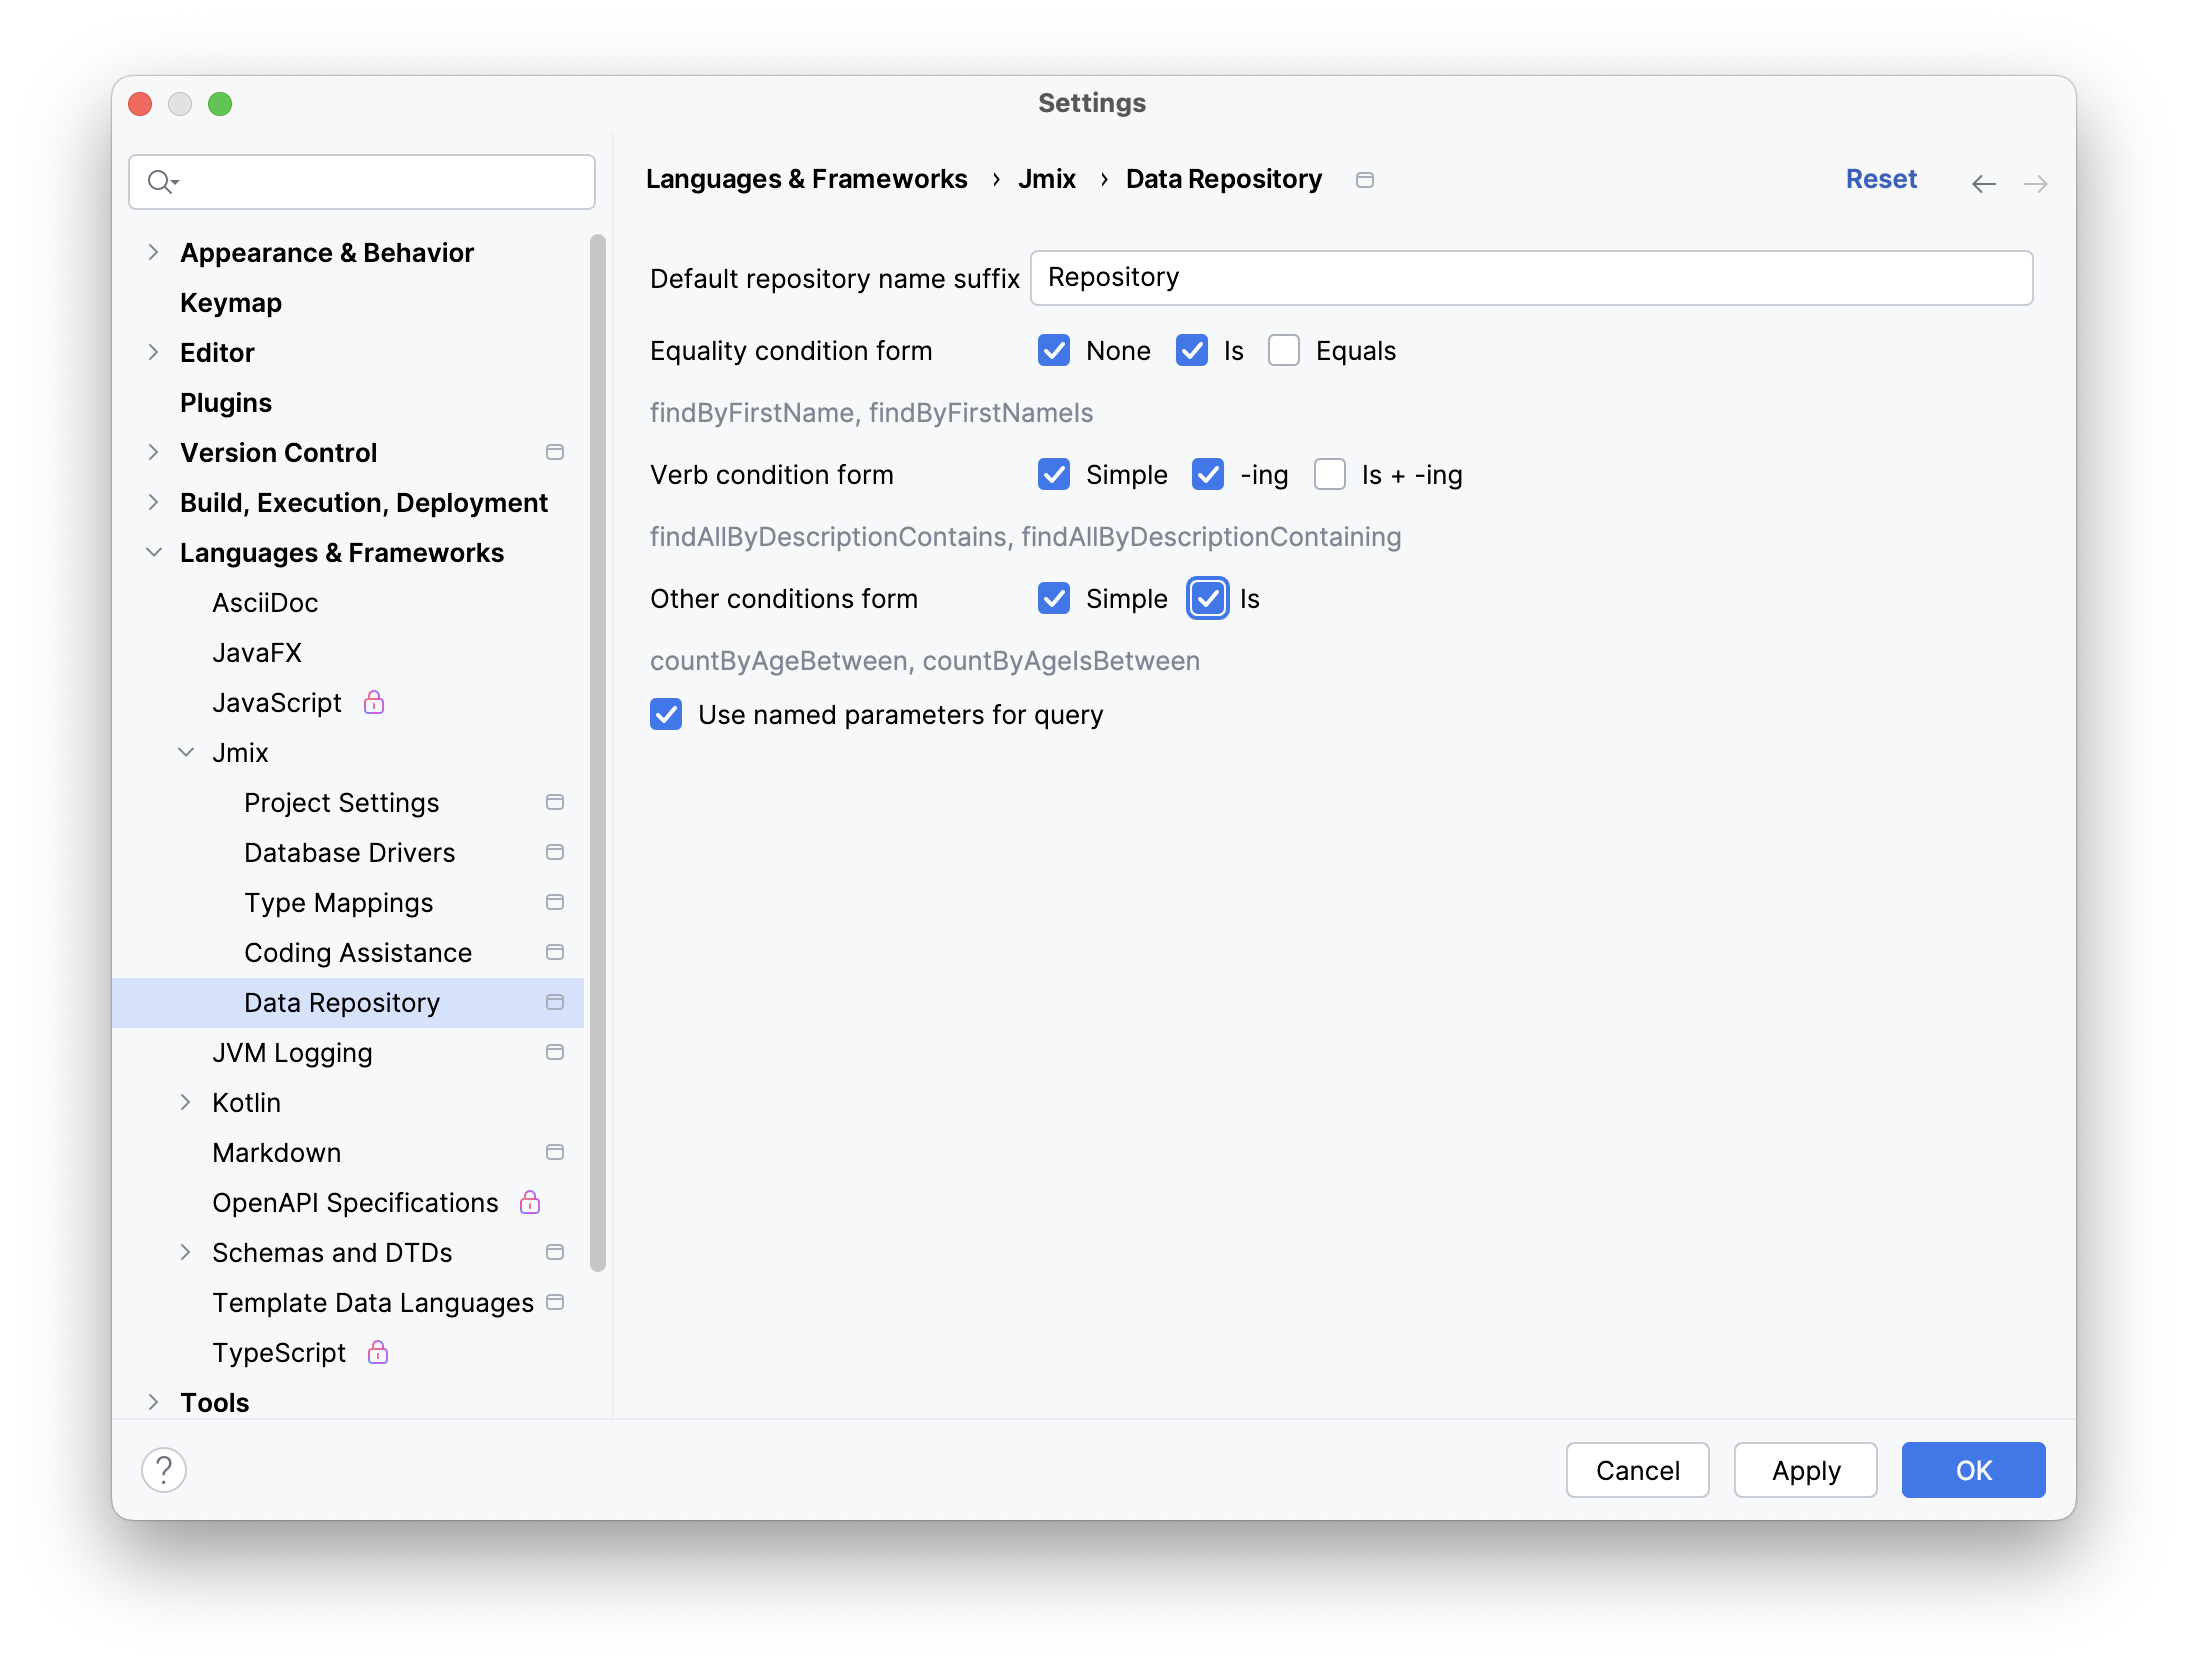 Settings
Appearance & Behavior
Keymap
Editor
Plugins
Version Control
Build, Execution, Deployment
Languages & Frameworks
AsciiDoc
JavaFX
JavaScript
Jmix
Project Settings
Database Drivers
Type Mappings
Coding Assistance
Data Repository
JVM Logging
Kotlin
Markdown
OpenAPI Specifications
Schemas and DTDs
Template Data Languages
TypeScript
Tools
Languages & Frameworks › Jmix › Data Repository
Reset
Default repository name suffix Repository
Equality condition form None Is Equals
findByFirstName, findByFirstNameIs
Verb condition form Simple -ing Is + -ing
findAllByDescriptionContains, findAllByDescriptionContaining
Other conditions form Simple Is
countByAgeBetween, countByAgeIsBetween
Use named parameters for query
? Cancel Apply OK